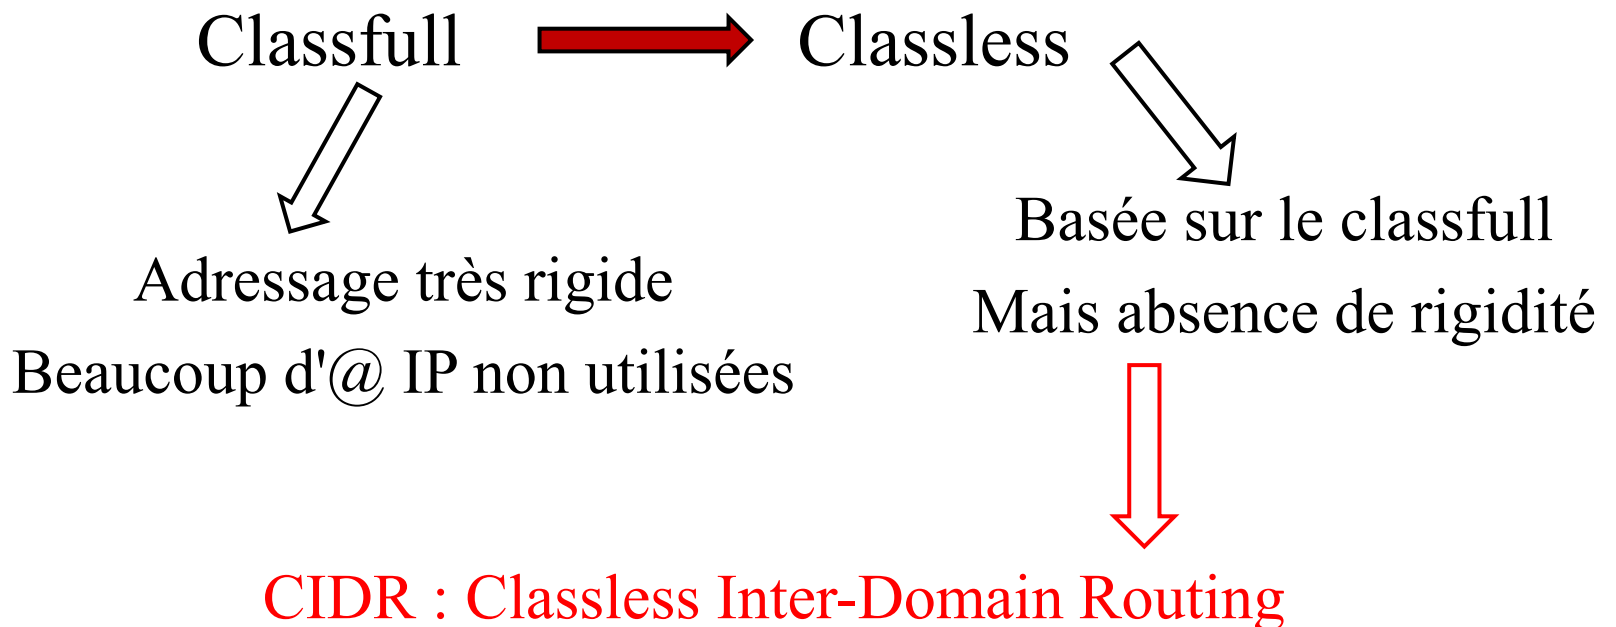 Classfull
Classless
Adressage très rigide
Beaucoup d'@ IP non utilisées
Basée sur le classfull
Mais absence de rigidité
CIDR : Classless Inter-Domain Routing